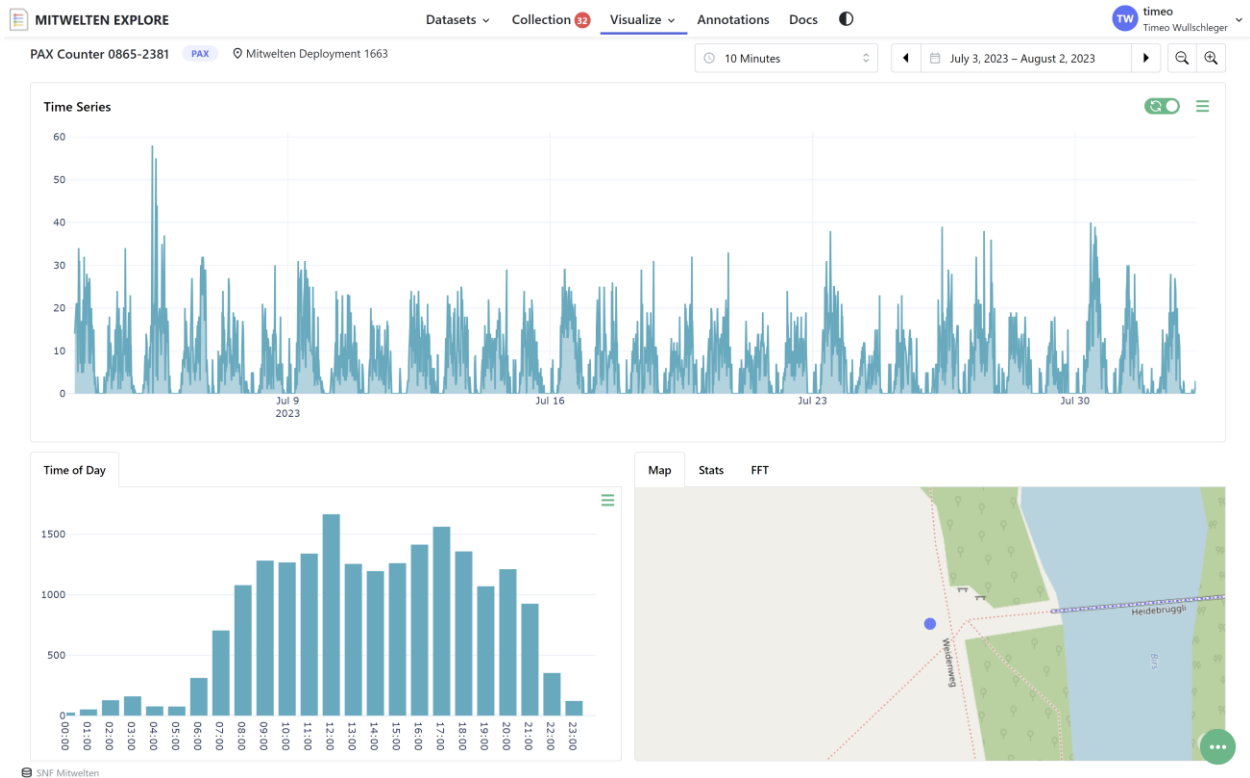 MITWELTEN EXPLORE
Datasets
Collection 32
Visualize
Annotations
Docs
TW
timeo
Timeo Wullschleger
PAX Counter 0865-2381
PAX
Mitwelten Deployment 1663
10 Minutes
July 3, 2023 – August 2, 2023
Time Series
60
50
40
30
20
10
0
Jul 9
2023
Jul 16
Jul 23
Jul 30
Time of Day
1500
1000
500
0
00:00
01:00
02:00
03:00
04:00
05:00
06:00
07:00
08:00
09:00
10:00
11:00
12:00
13:00
14:00
15:00
16:00
17:00
18:00
19:00
20:00
21:00
22:00
23:00
Map
Stats
FFT
Heidebruggli
Weidenweg
Birs
SNF Mitwelten